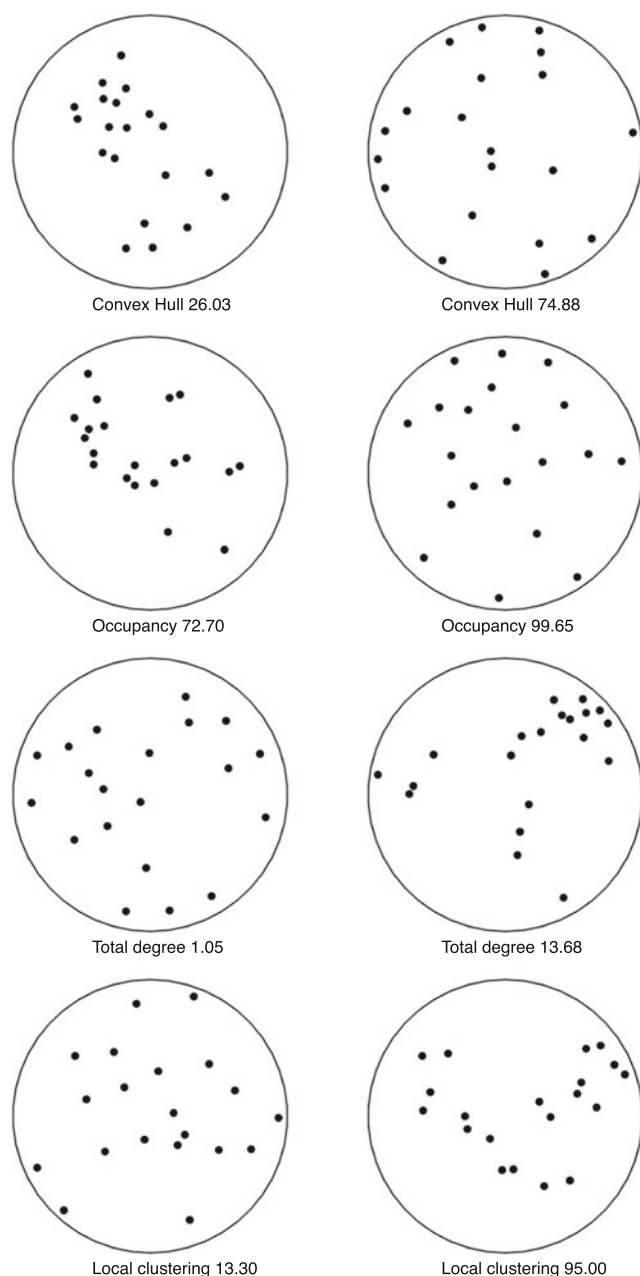 Convex Hull 26.03
Convex Hull 74.88
Occupancy 72.70
Occupancy 99.65
Total degree 1.05
Total degree 13.68
Local clustering 13.30
Local clustering 95.00